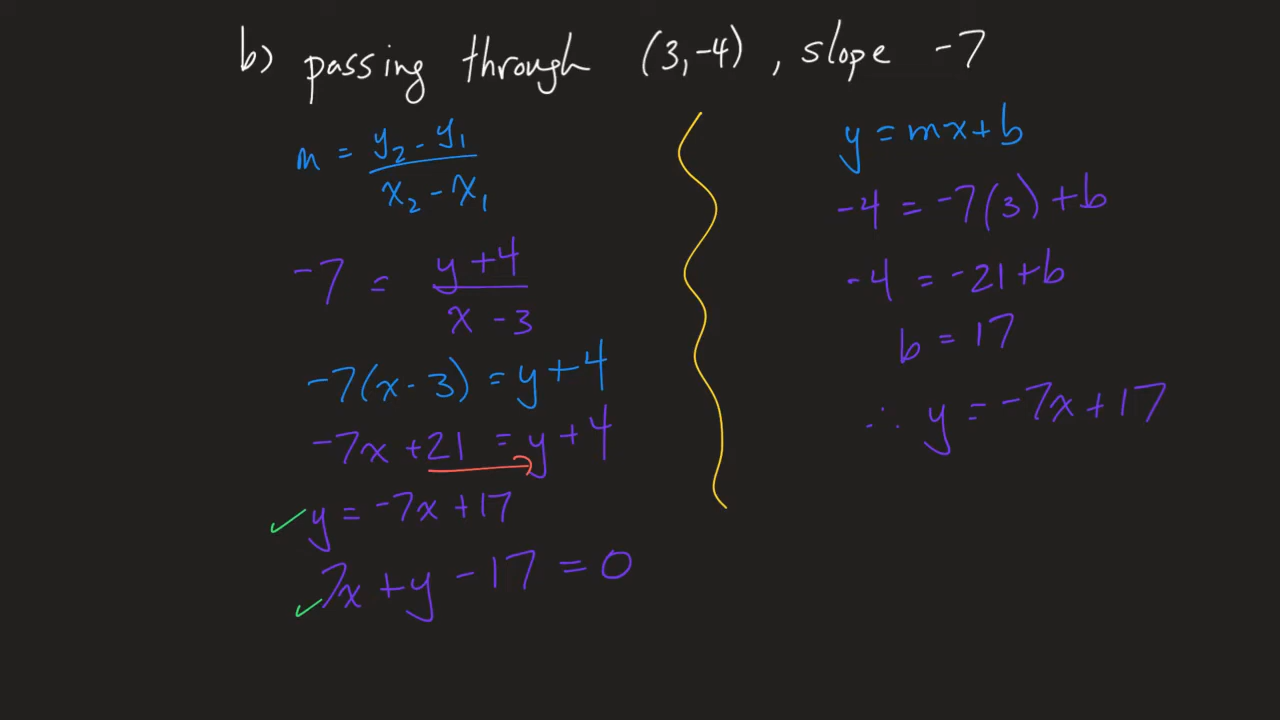 b) passing through (3,-4), slope -7
m = (y₂ - y₁)/(x₂ - x₁)
-7 = (y+4)/(x-3)
-7(x-3) = y+4
-7x+21 = y+4
✓ y = -7x+17
✓ 7x+y-17=0
y = mx+b
-4 = -7(3)+b
-4 = -21+b
b = 17
∴ y = -7x+17